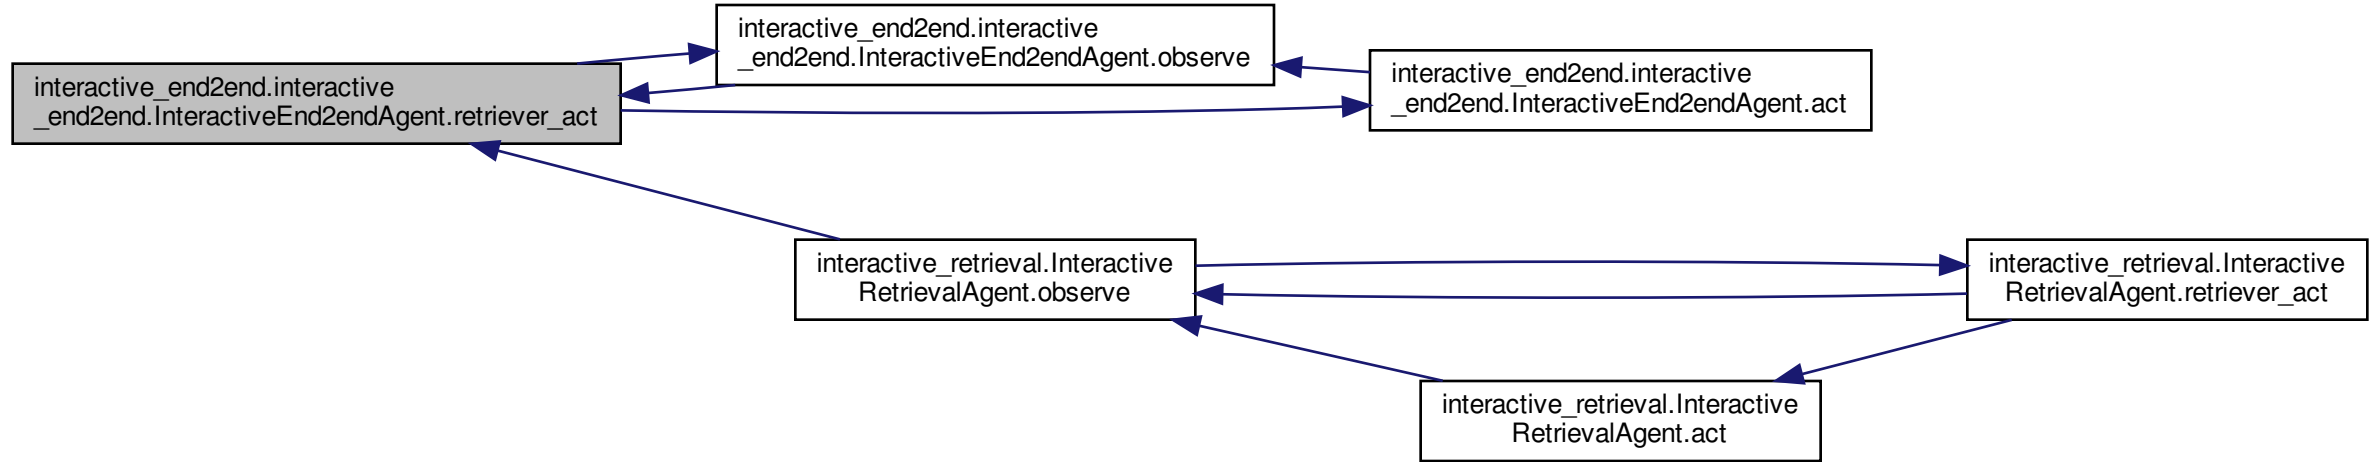 interactive_end2end.interactive
_end2end.InteractiveEnd2endAgent.retriever_act
interactive_end2end.interactive
_end2end.InteractiveEnd2endAgent.observe
interactive_end2end.interactive
_end2end.InteractiveEnd2endAgent.act
interactive_retrieval.Interactive
RetrievalAgent.observe
interactive_retrieval.Interactive
RetrievalAgent.retriever_act
interactive_retrieval.Interactive
RetrievalAgent.act